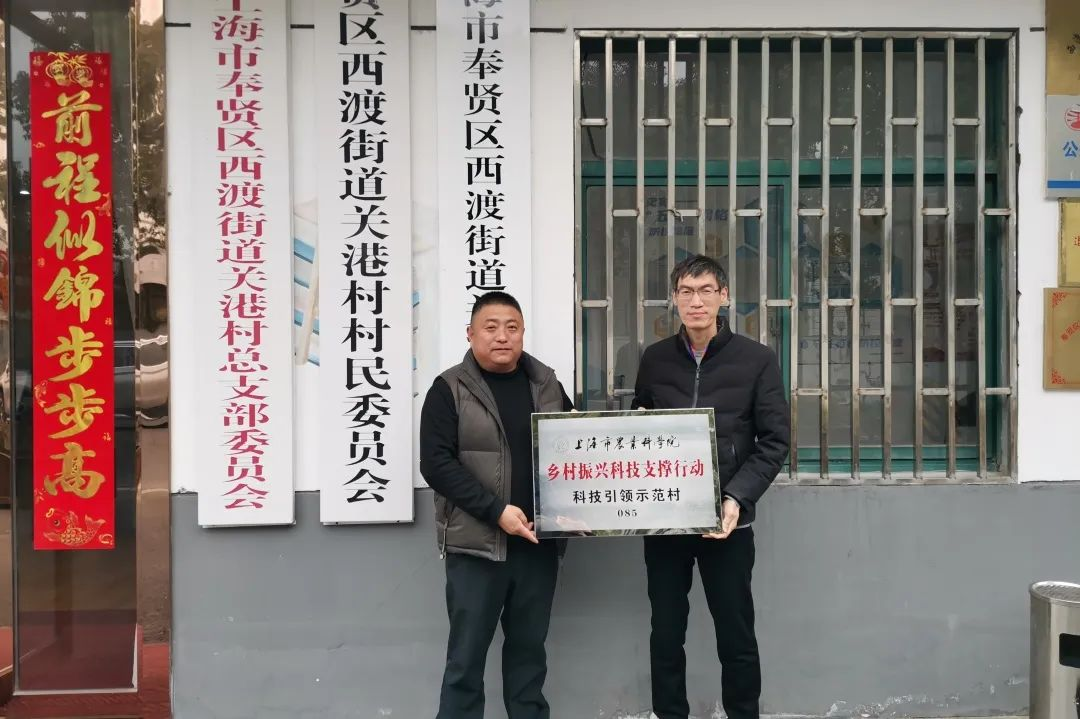 前程似锦步步高
上海市奉贤区西渡街道关港村总支部委员会
贤区西渡街道关港村村民委员会
海市奉贤区西渡街道
上海市农业科学院
乡村振兴科技支撑行动
科技引领示范村
085
公